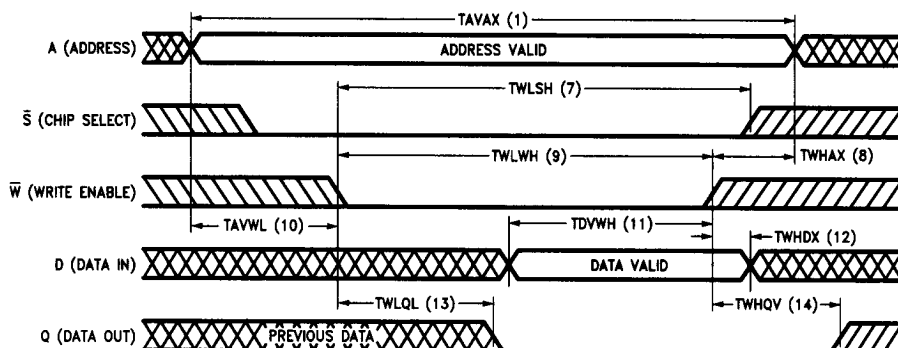 TAVAX (1)
A (ADDRESS)
ADDRESS VALID
TWLSH (7)
S̅ (CHIP SELECT)
TWLWH (9)
TWHAX (8)
W̅ (WRITE ENABLE)
TAVWL (10)
TDVWH (11)
TWHDX (12)
D (DATA IN)
DATA VALID
TWLQL (13)
TWHQV (14)
Q (DATA OUT)
PREVIOUS DATA